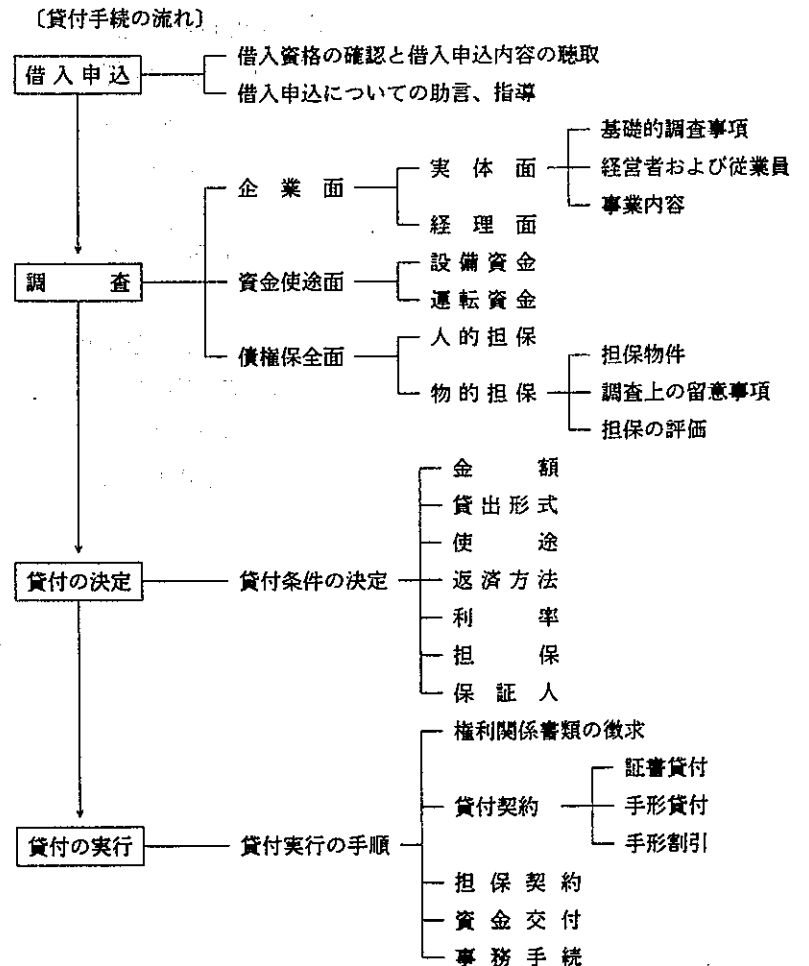 〔貸付手続の流れ〕
借入申込
借入資格の確認と借入申込内容の聴取
借入申込についての助言、指導
調査
企業面
実体面
基礎的調査事項
経営者および従業員
事業内容
経理面
資金使途面
設備資金
運転資金
債権保全面
人的担保
物的担保
担保物件
調査上の留意事項
担保の評価
貸付の決定
貸付条件の決定
金額
貸出形式
使途
返済方法
利率
担保
保証人
貸付の実行
貸付実行の手順
権利関係書類の徴求
貸付契約
証書貸付
手形貸付
手形割引
担保契約
資金交付
事務手続